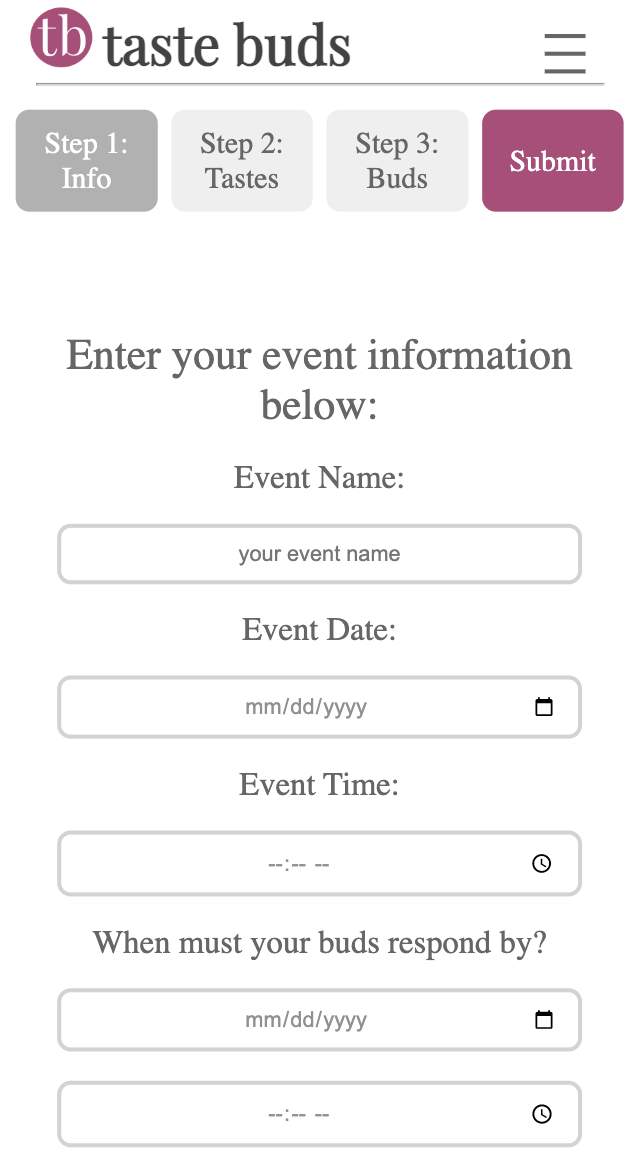 tb taste buds
Step 1:
Info
Step 2:
Tastes
Step 3:
Buds
Submit
Enter your event information
below:
Event Name:
your event name
Event Date:
mm/dd/yyyy
Event Time:
--:-- --
When must your buds respond by?
mm/dd/yyyy
--:-- --